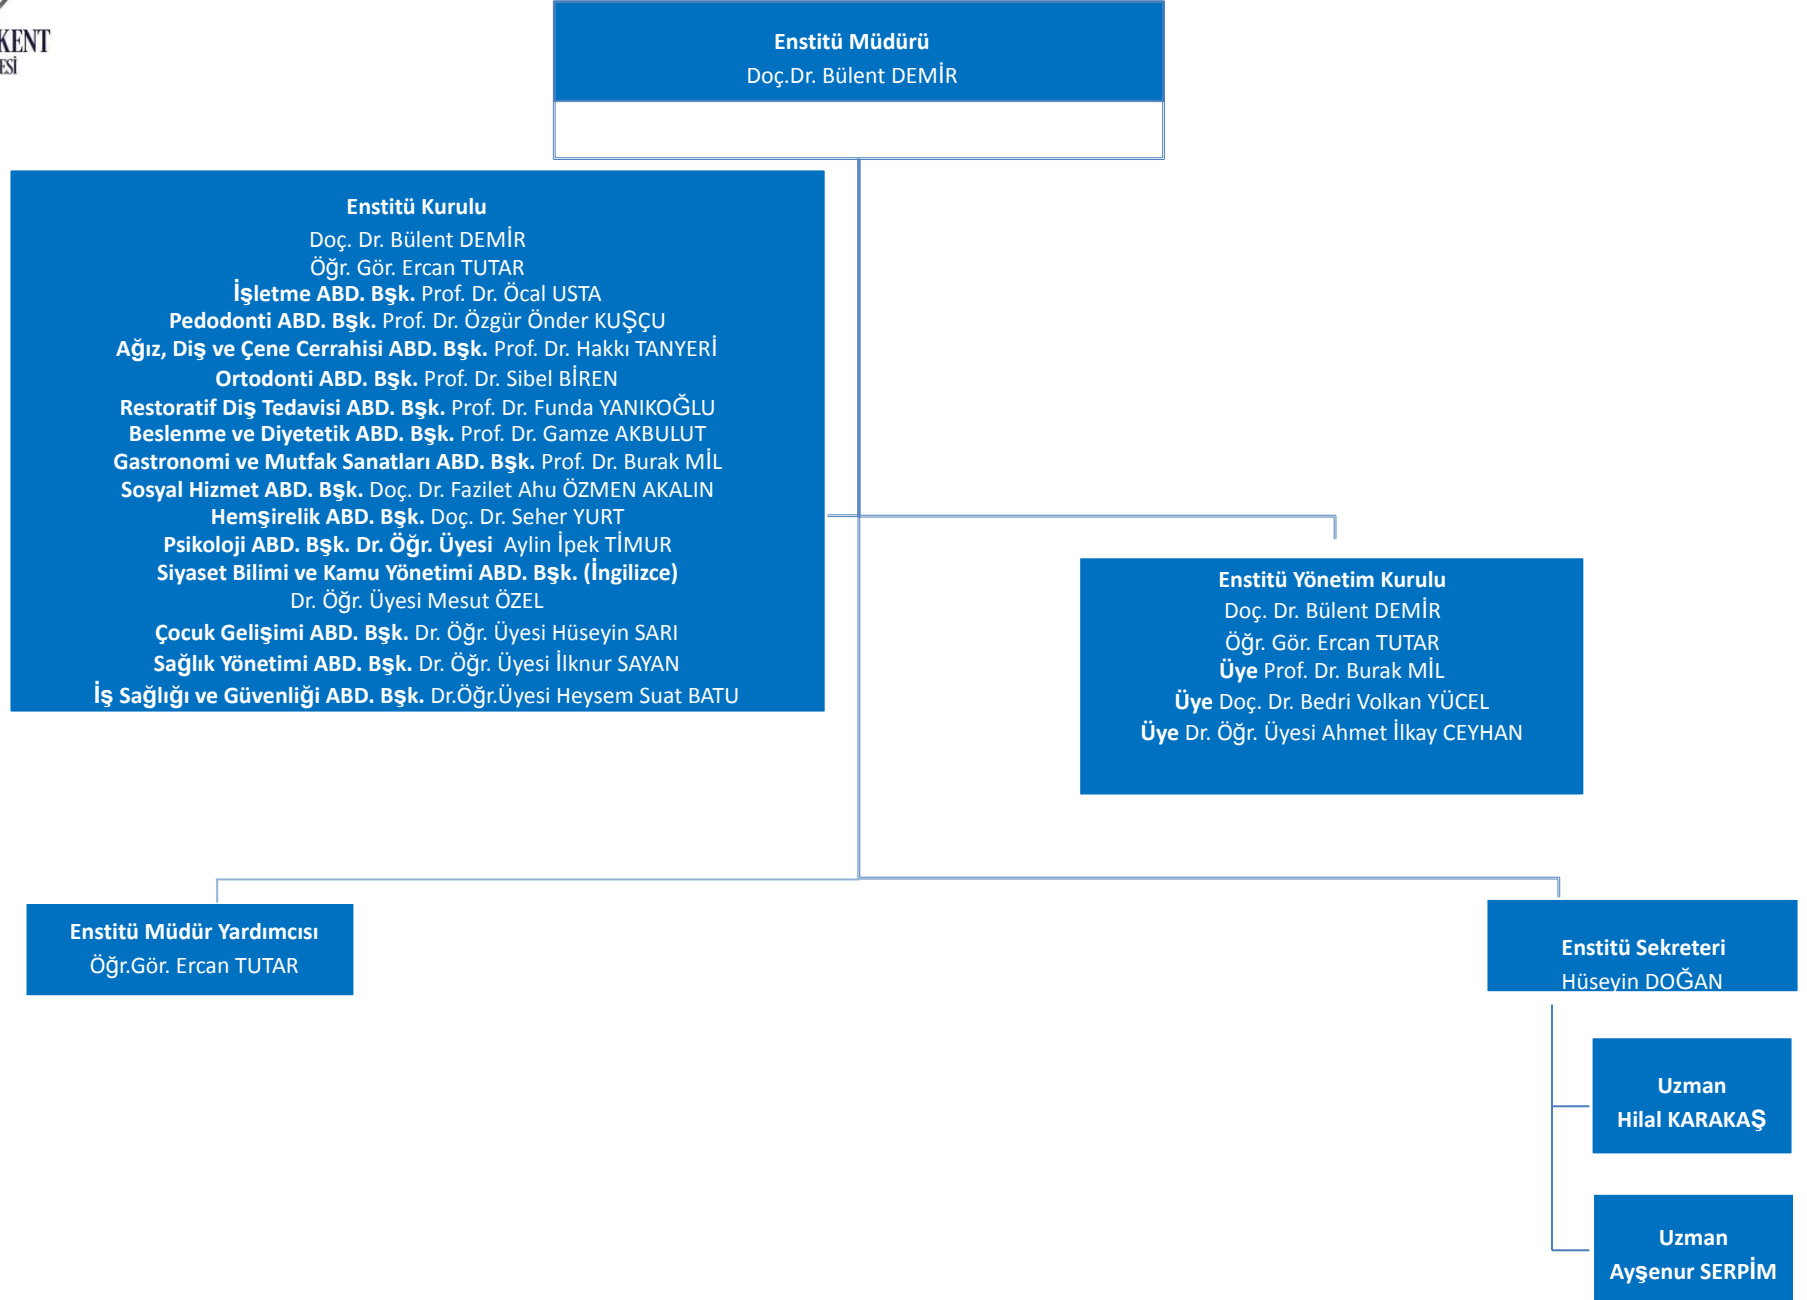 KENT
ESİ
Enstitü Müdürü
Doç.Dr. Bülent DEMİR
Enstitü Kurulu
Doç. Dr. Bülent DEMİR
Öğr. Gör. Ercan TUTAR
İşletme ABD. Bşk. Prof. Dr. Öcal USTA
Pedodonti ABD. Bşk. Prof. Dr. Özgür Önder KUŞÇU
Ağız, Diş ve Çene Cerrahisi ABD. Bşk. Prof. Dr. Hakkı TANYERİ
Ortodonti ABD. Bşk. Prof. Dr. Sibel BİREN
Restoratif Diş Tedavisi ABD. Bşk. Prof. Dr. Funda YANIKOĞLU
Beslenme ve Diyetetik ABD. Bşk. Prof. Dr. Gamze AKBULUT
Gastronomi ve Mutfak Sanatları ABD. Bşk. Prof. Dr. Burak MİL
Sosyal Hizmet ABD. Bşk. Doç. Dr. Fazilet Ahu ÖZMEN AKALIN
Hemşirelik ABD. Bşk. Doç. Dr. Seher YURT
Psikoloji ABD. Bşk. Dr. Öğr. Üyesi Aylin İpek TİMUR
Siyaset Bilimi ve Kamu Yönetimi ABD. Bşk. (İngilizce)
Dr. Öğr. Üyesi Mesut ÖZEL
Çocuk Gelişimi ABD. Bşk. Dr. Öğr. Üyesi Hüseyin SARI
Sağlık Yönetimi ABD. Bşk. Dr. Öğr. Üyesi İlknur SAYAN
İş Sağlığı ve Güvenliği ABD. Bşk. Dr.Öğr.Üyesi Heysem Suat BATU
Enstitü Yönetim Kurulu
Doç. Dr. Bülent DEMİR
Öğr. Gör. Ercan TUTAR
Üye Prof. Dr. Burak MİL
Üye Doç. Dr. Bedri Volkan YÜCEL
Üye Dr. Öğr. Üyesi Ahmet İlkay CEYHAN
Enstitü Müdür Yardımcısı
Öğr.Gör. Ercan TUTAR
Enstitü Sekreteri
Hüseyin DOĞAN
Uzman
Hilal KARAKAŞ
Uzman
Ayşenur SERPİM